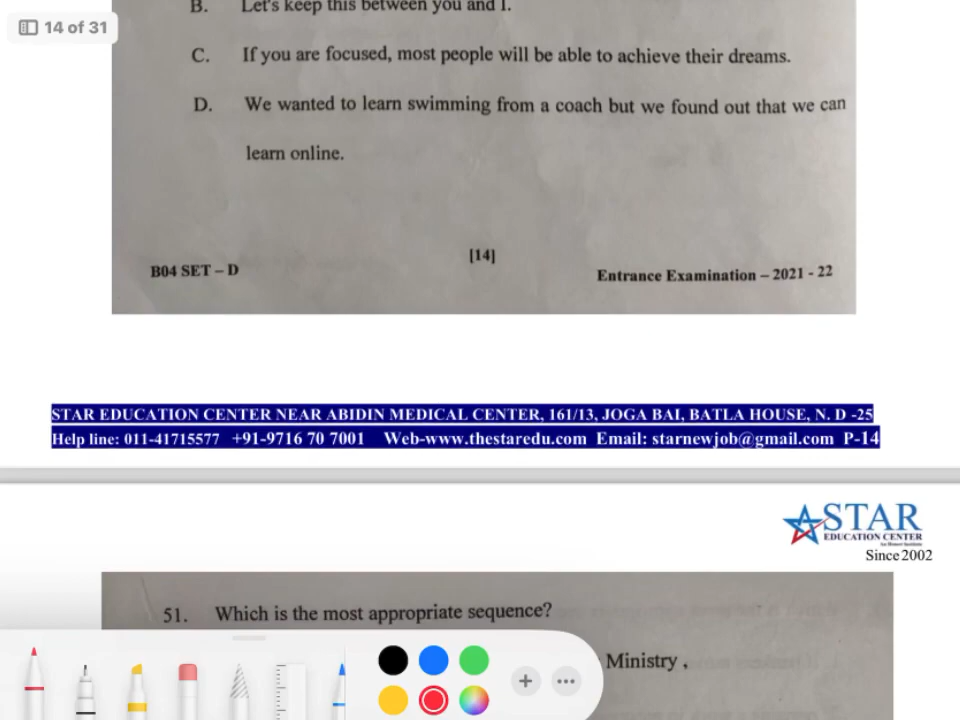 14 of 31
B. Let's keep this between you and I.
C. If you are focused, most people will be able to achieve their dreams.
D. We wanted to learn swimming from a coach but we found out that we can
learn online.
[14]
B04 SET – D
Entrance Examination – 2021 - 22
STAR EDUCATION CENTER NEAR ABIDIN MEDICAL CENTER, 161/13, JOGA BAI, BATLA HOUSE, N. D -25
Help line: 011-41715577 +91-9716 70 7001 Web-www.thestaredu.com Email: starnewjob@gmail.com P-14
STAR
EDUCATION CENTER
Since 2002
51. Which is the most appropriate sequence?
Ministry ,